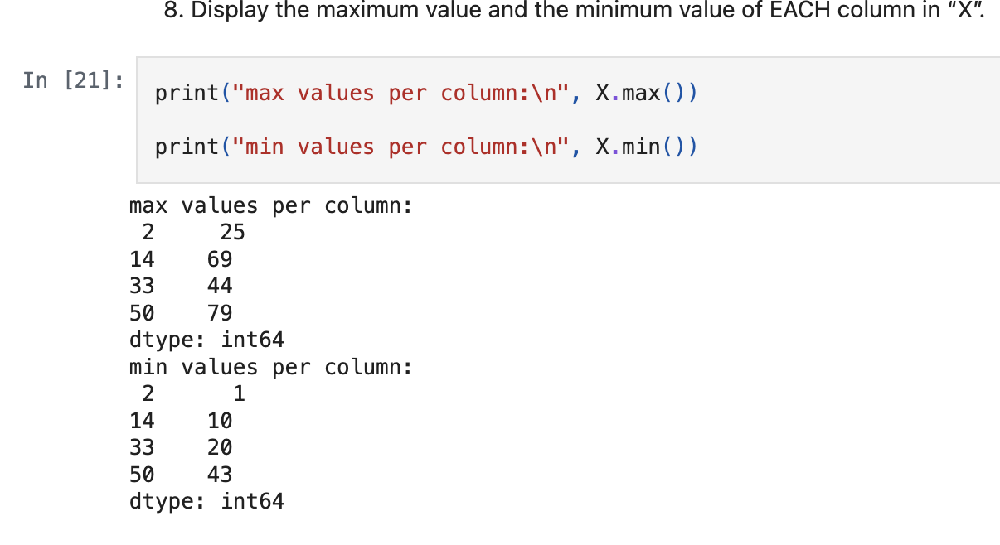 8. Display the maximum value and the minimum value of EACH column in “X”.
In [21]:
print("max values per column:\n", X.max())
print("min values per column:\n", X.min())
max values per column:
 2     25
14    69
33    44
50    79
dtype: int64
min values per column:
 2      1
14    10
33    20
50    43
dtype: int64